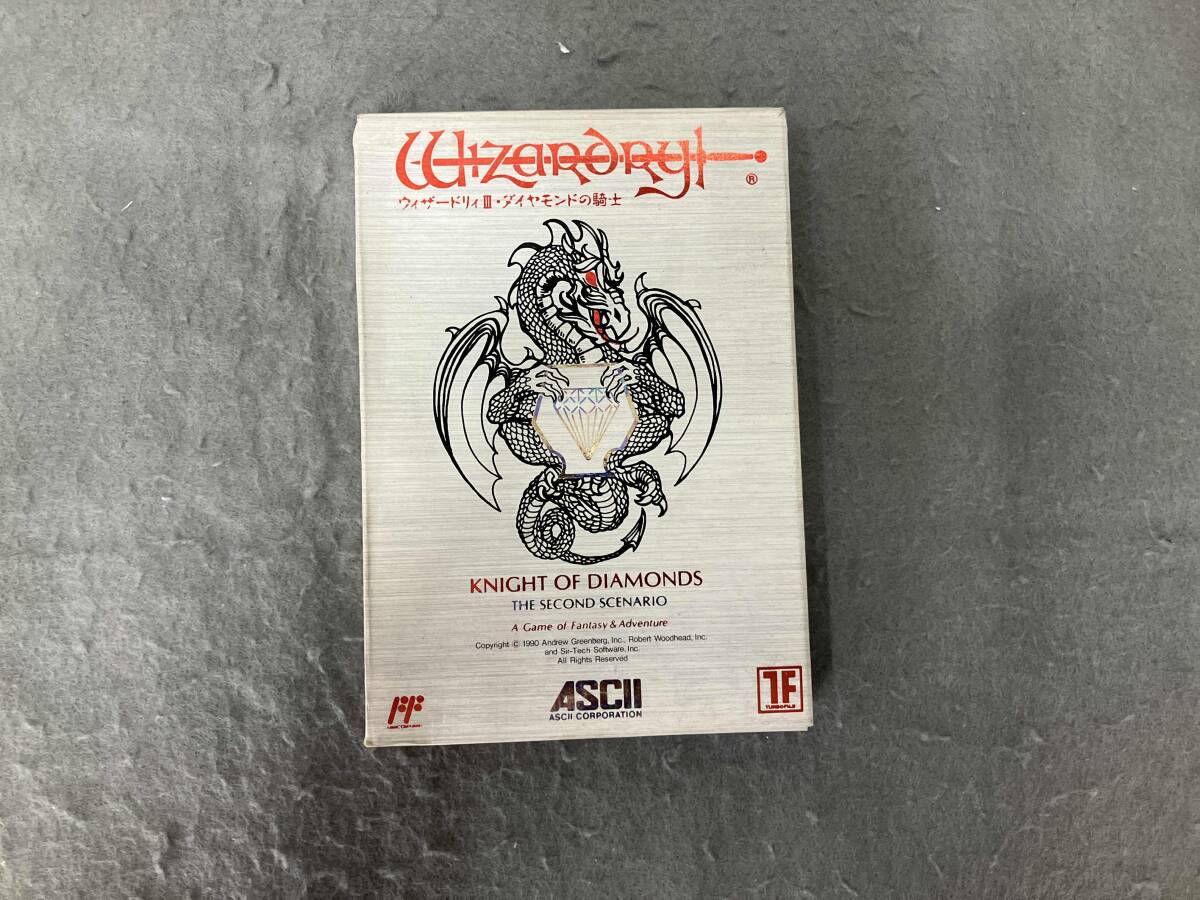 Wizardry
®
ウィザードリィIII・ダイヤモンドの騎士
KNIGHT OF DIAMONDS
THE SECOND SCENARIO
A Game of Fantasy & Adventure
Copyright © 1990 Andrew Greenberg, Inc., Robert Woodhead, Inc.
and Sir-Tech Software, Inc.
All Rights Reserved
ASCII
ASCII CORPORATION
TF
TURBOFILE